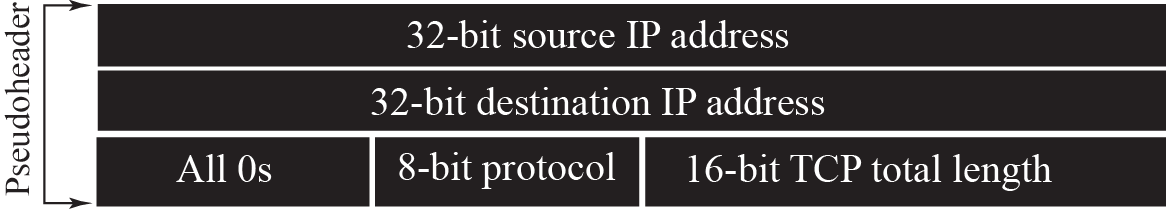 Pseudoheader
32-bit source IP address
32-bit destination IP address
All 0s 8-bit protocol 16-bit TCP total length